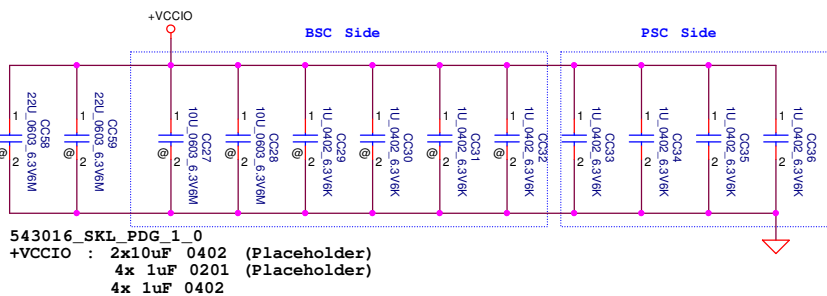 +VCCIO
BSC Side
PSC Side
1
2
@
22U_0603_6.3V6M
CC58
1
2
@
22U_0603_6.3V6M
CC59
1
2
@
10U_0603_6.3V6M
CC27
1
2
@
10U_0603_6.3V6M
CC28
1
2
@
1U_0402_6.3V6K
CC29
1
2
@
1U_0402_6.3V6K
CC30
1
2
@
1U_0402_6.3V6K
CC31
1
2
@
1U_0402_6.3V6K
CC32
1
2
1U_0402_6.3V6K
CC33
1
2
1U_0402_6.3V6K
CC34
1
2
1U_0402_6.3V6K
CC35
1
2
1U_0402_6.3V6K
CC36
543016_SKL_PDG_1_0
+VCCIO : 2x10uF 0402 (Placeholder)
4x 1uF 0201 (Placeholder)
4x 1uF 0402